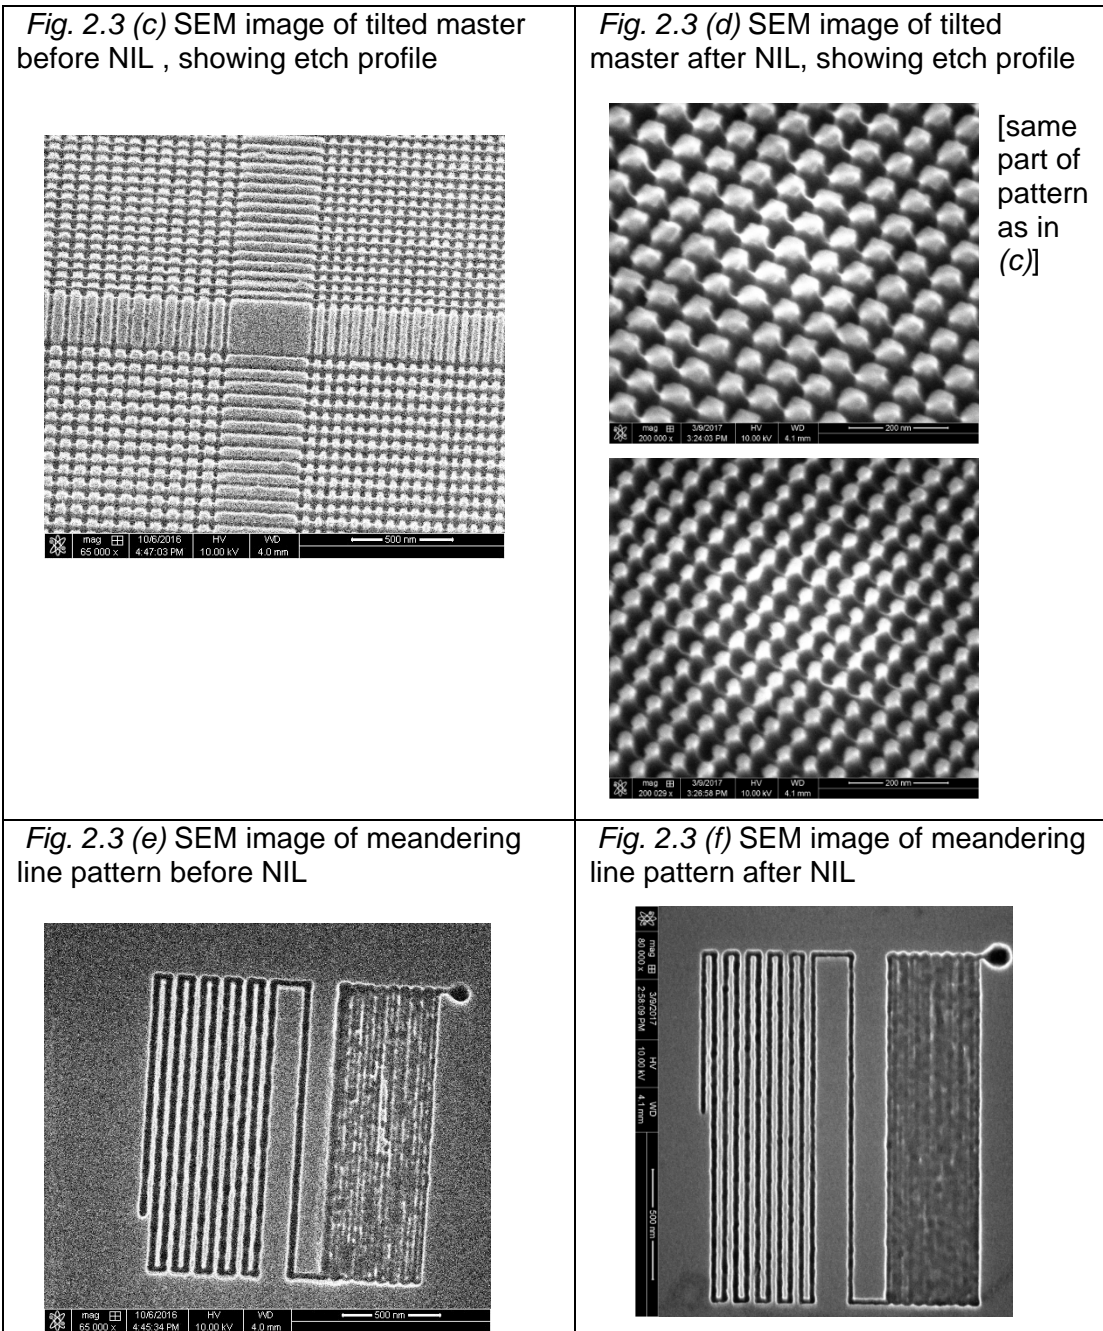 Fig. 2.3 (c) SEM image of tilted master
before NIL , showing etch profile
mag 10/6/2016 HV WD 500 nm
65 000 x 4:47:03 PM 10.00 kV 4.0 mm
Fig. 2.3 (d) SEM image of tilted
master after NIL, showing etch profile
[same
part of
pattern
as in
(c)]
mag 3/9/2017 HV WD 200 nm
200 000 x 3:24:03 PM 10.00 kV 4.1 mm
mag 3/9/2017 HV WD 200 nm
200 029 x 3:26:58 PM 10.00 kV 4.1 mm
Fig. 2.3 (e) SEM image of meandering
line pattern before NIL
mag 10/6/2016 HV WD 500 nm
65 000 x 4:45:34 PM 10.00 kV 4.0 mm
Fig. 2.3 (f) SEM image of meandering
line pattern after NIL
mag 3/9/2017 HV WD 500 nm
80 000 x 2:58:09 PM 10.00 kV 4.1 mm